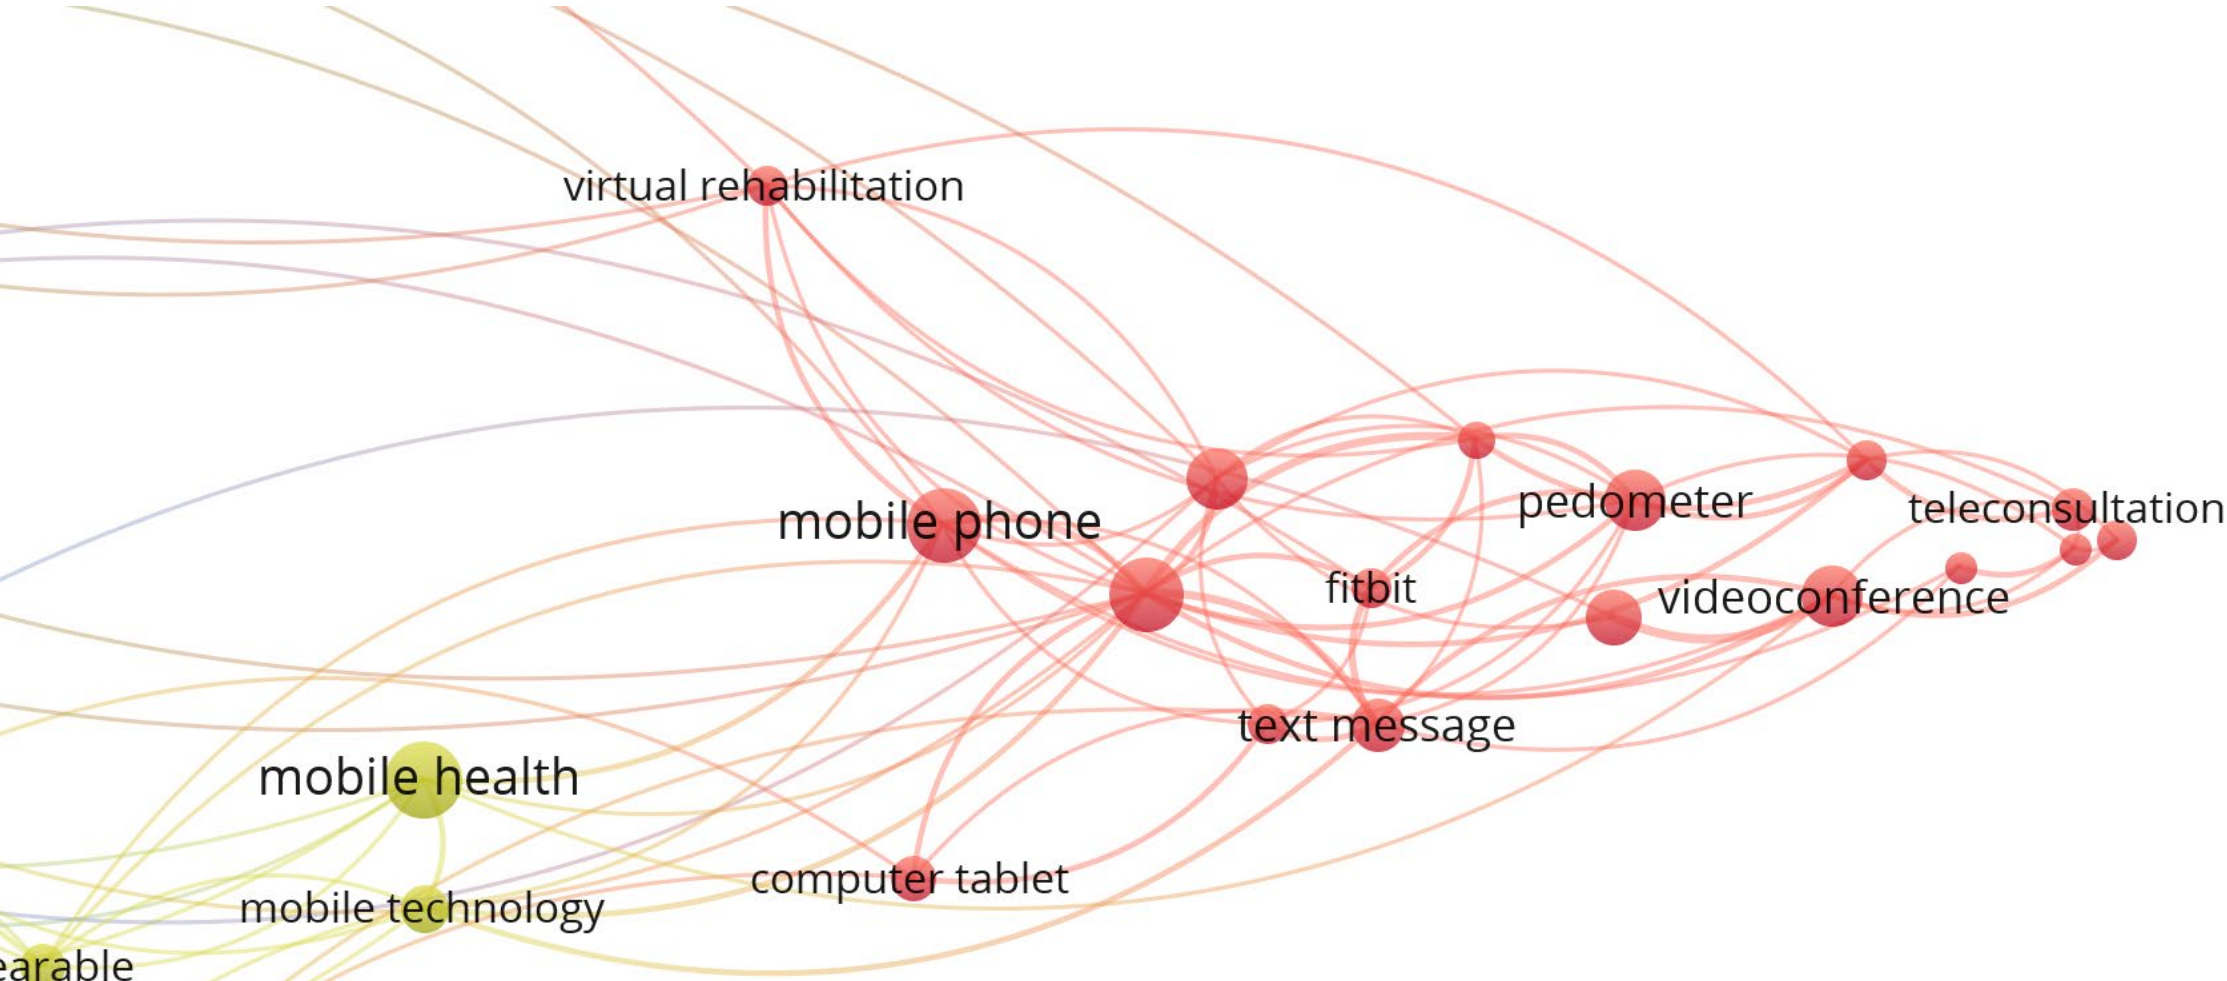 virtual rehabilitation
mobile phone
pedometer
teleconsultation
fitbit
videoconference
text message
mobile health
computer tablet
mobile technology
earable